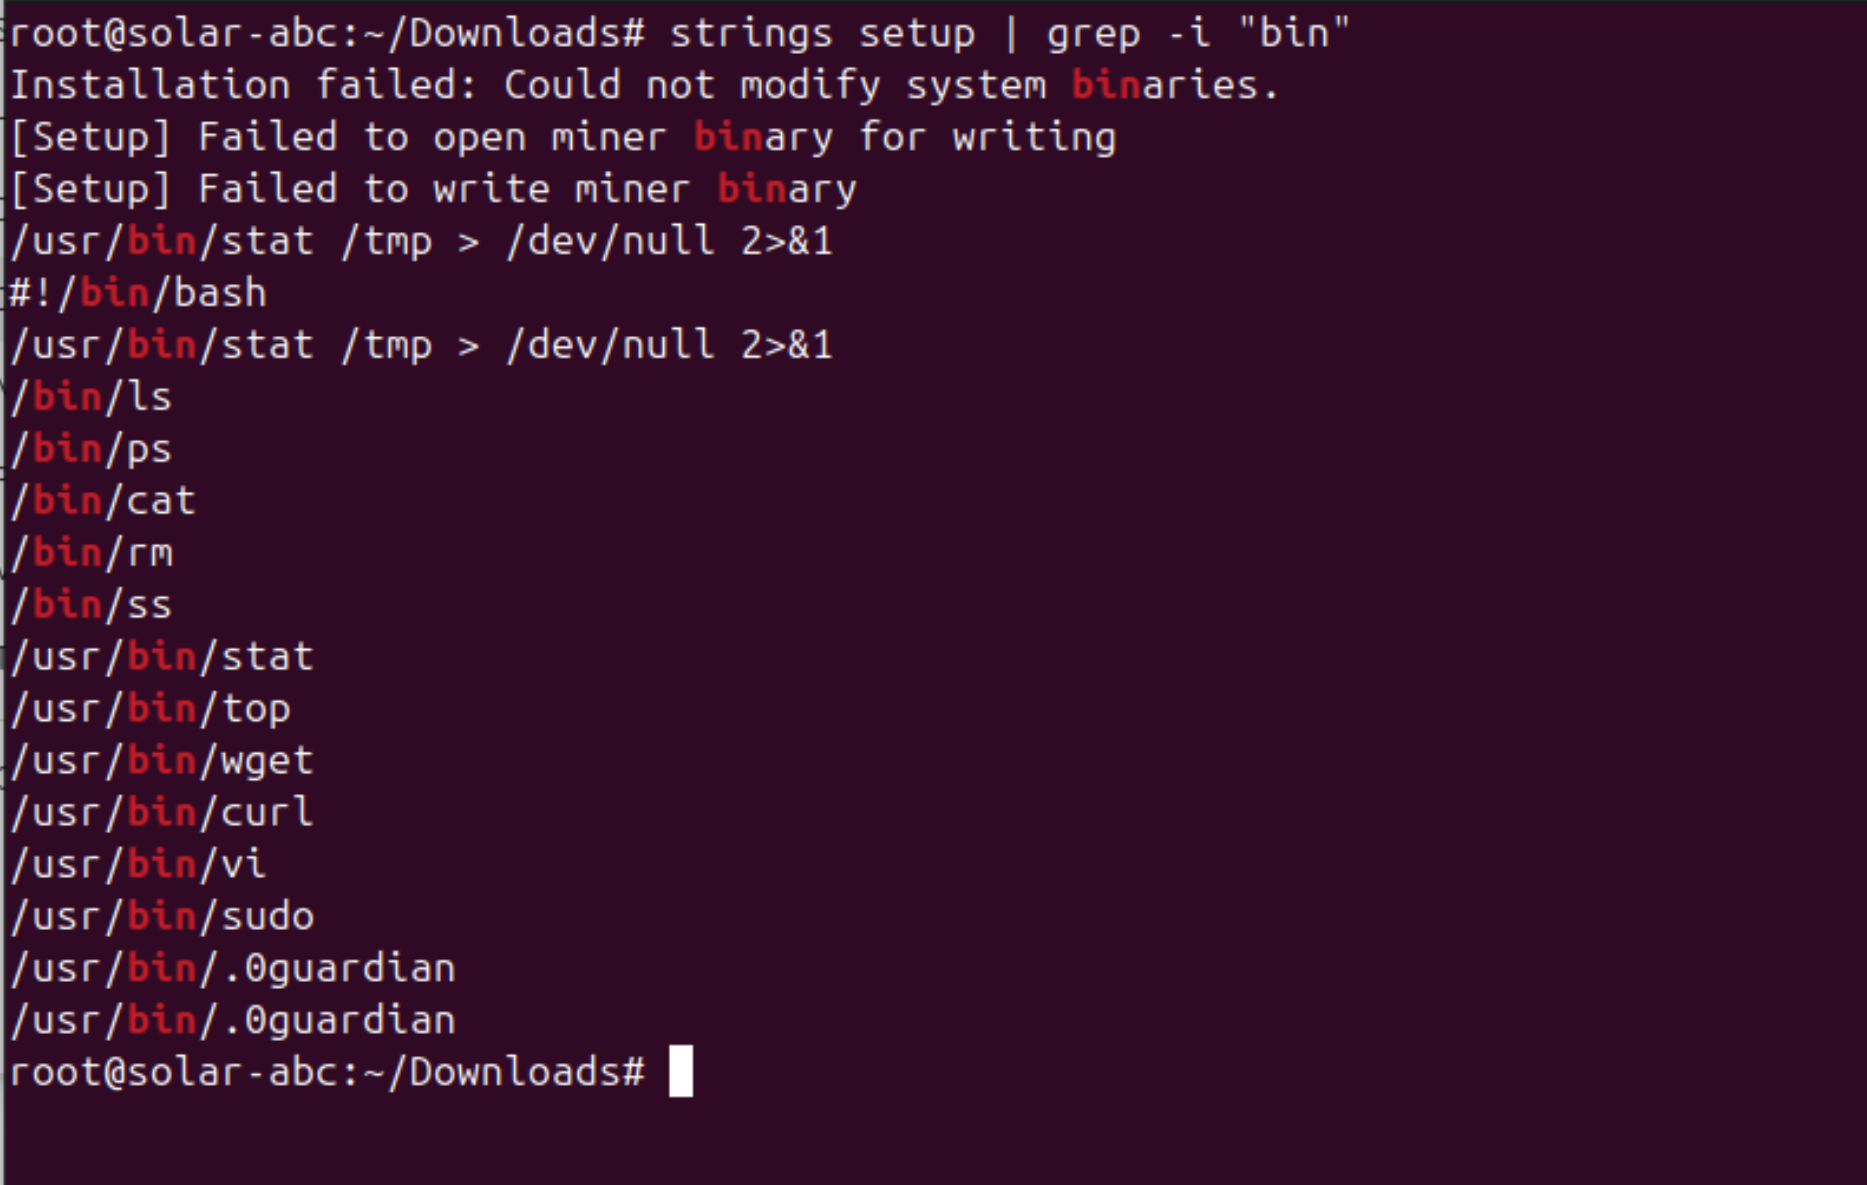 root@solar-abc:~/Downloads# strings setup | grep -i "bin"
Installation failed: Could not modify system binaries.
[Setup] Failed to open miner binary for writing
[Setup] Failed to write miner binary
/usr/bin/stat /tmp > /dev/null 2>&1
#!/bin/bash
/usr/bin/stat /tmp > /dev/null 2>&1
/bin/ls
/bin/ps
/bin/cat
/bin/rm
/bin/ss
/usr/bin/stat
/usr/bin/top
/usr/bin/wget
/usr/bin/curl
/usr/bin/vi
/usr/bin/sudo
/usr/bin/.0guardian
/usr/bin/.0guardian
root@solar-abc:~/Downloads#